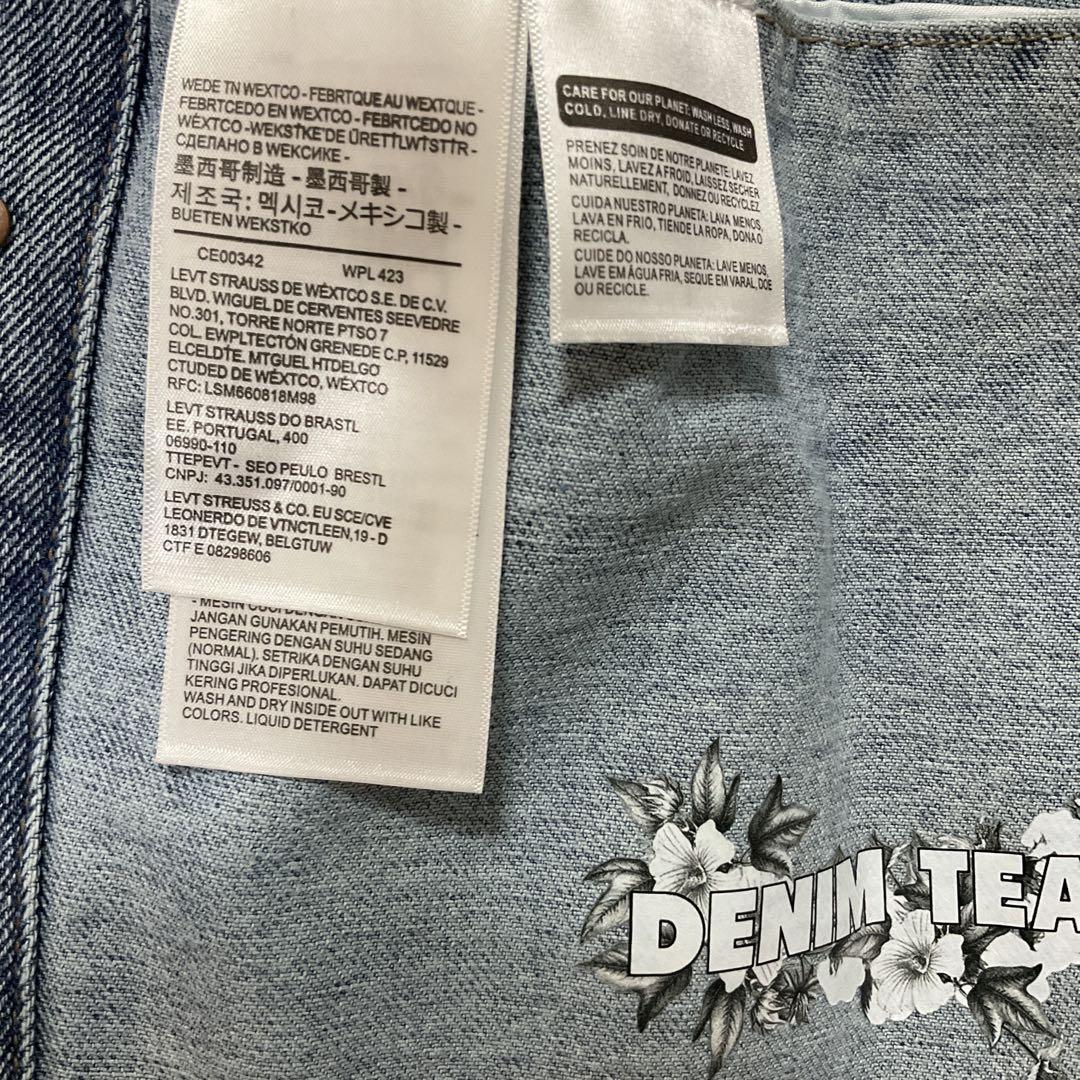 WEDE TN WEXTCO - FEBRTQUE AU WEXTQUE -
FEBRTCEDO EN WEXTCO - FEBRTCEDO NO
WÉXTCO -WEKSTKE'DE ÜRETTLWTSTTR -
СДЕЛАНО В WЕКСИКЕ -
墨西哥制造 - 墨西哥製 -
제조국: 멕시코-メキシコ製 -
BUETEN WEKSTKO
CE00342 WPL 423
LEVT STRAUSS DE WÉXTCO S.E. DE C.V.
BLVD. WIGUEL DE CERVENTES SEEVEDRE
NO.301, TORRE NORTE PTSO 7
COL. EWPLTECTÓN GRENEDE C.P, 11529
ELCELDTE. MTGUEL HTDELGO
CTUDED DE WÉXTCO, WÉXTCO
RFC: LSM660818M98
LEVT STRAUSS DO BRASTL
EE. PORTUGAL, 400
06990-110
TTEPEVT - SEO PEULO BRESTL
CNPJ: 43.351.097/0001-90
LEVT STREUSS & CO. EU SCE/CVE
LEONERDO DE VTNCTLEEN,19 - D
1831 DTEGEW, BELGTUW
CTF E 08298606
- MESIN CUCI
JANGAN GUNAKAN PEMUTIH. MESIN
PENGERING DENGAN SUHU SEDANG
(NORMAL). SETRIKA DENGAN SUHU
TINGGI JIKA DIPERLUKAN. DAPAT DICUCI
KERING PROFESIONAL.
WASH AND DRY INSIDE OUT WITH LIKE
COLORS. LIQUID DETERGENT
CARE FOR OUR PLANET: WASH LESS, WASH
COLD, LINE DRY, DONATE OR RECYCLE
PRENEZ SOIN DE NOTRE PLANETE: LAVEZ
MOINS, LAVEZ A FROID, LAISSEZ SECHER
NATURELLEMENT, DONNEZ OU RECYCLEZ
CUIDA NUESTRO PLANETA: LAVA MENOS,
LAVA EN FRIO, TIENDE LA ROPA, DONA O
RECICLA.
CUIDE DO NOSSO PLANETA: LAVE MENOS,
LAVE EM ÁGUA FRIA, SEQUE EM VARAL, DOE
OU RECICLE.
DENIM TEA